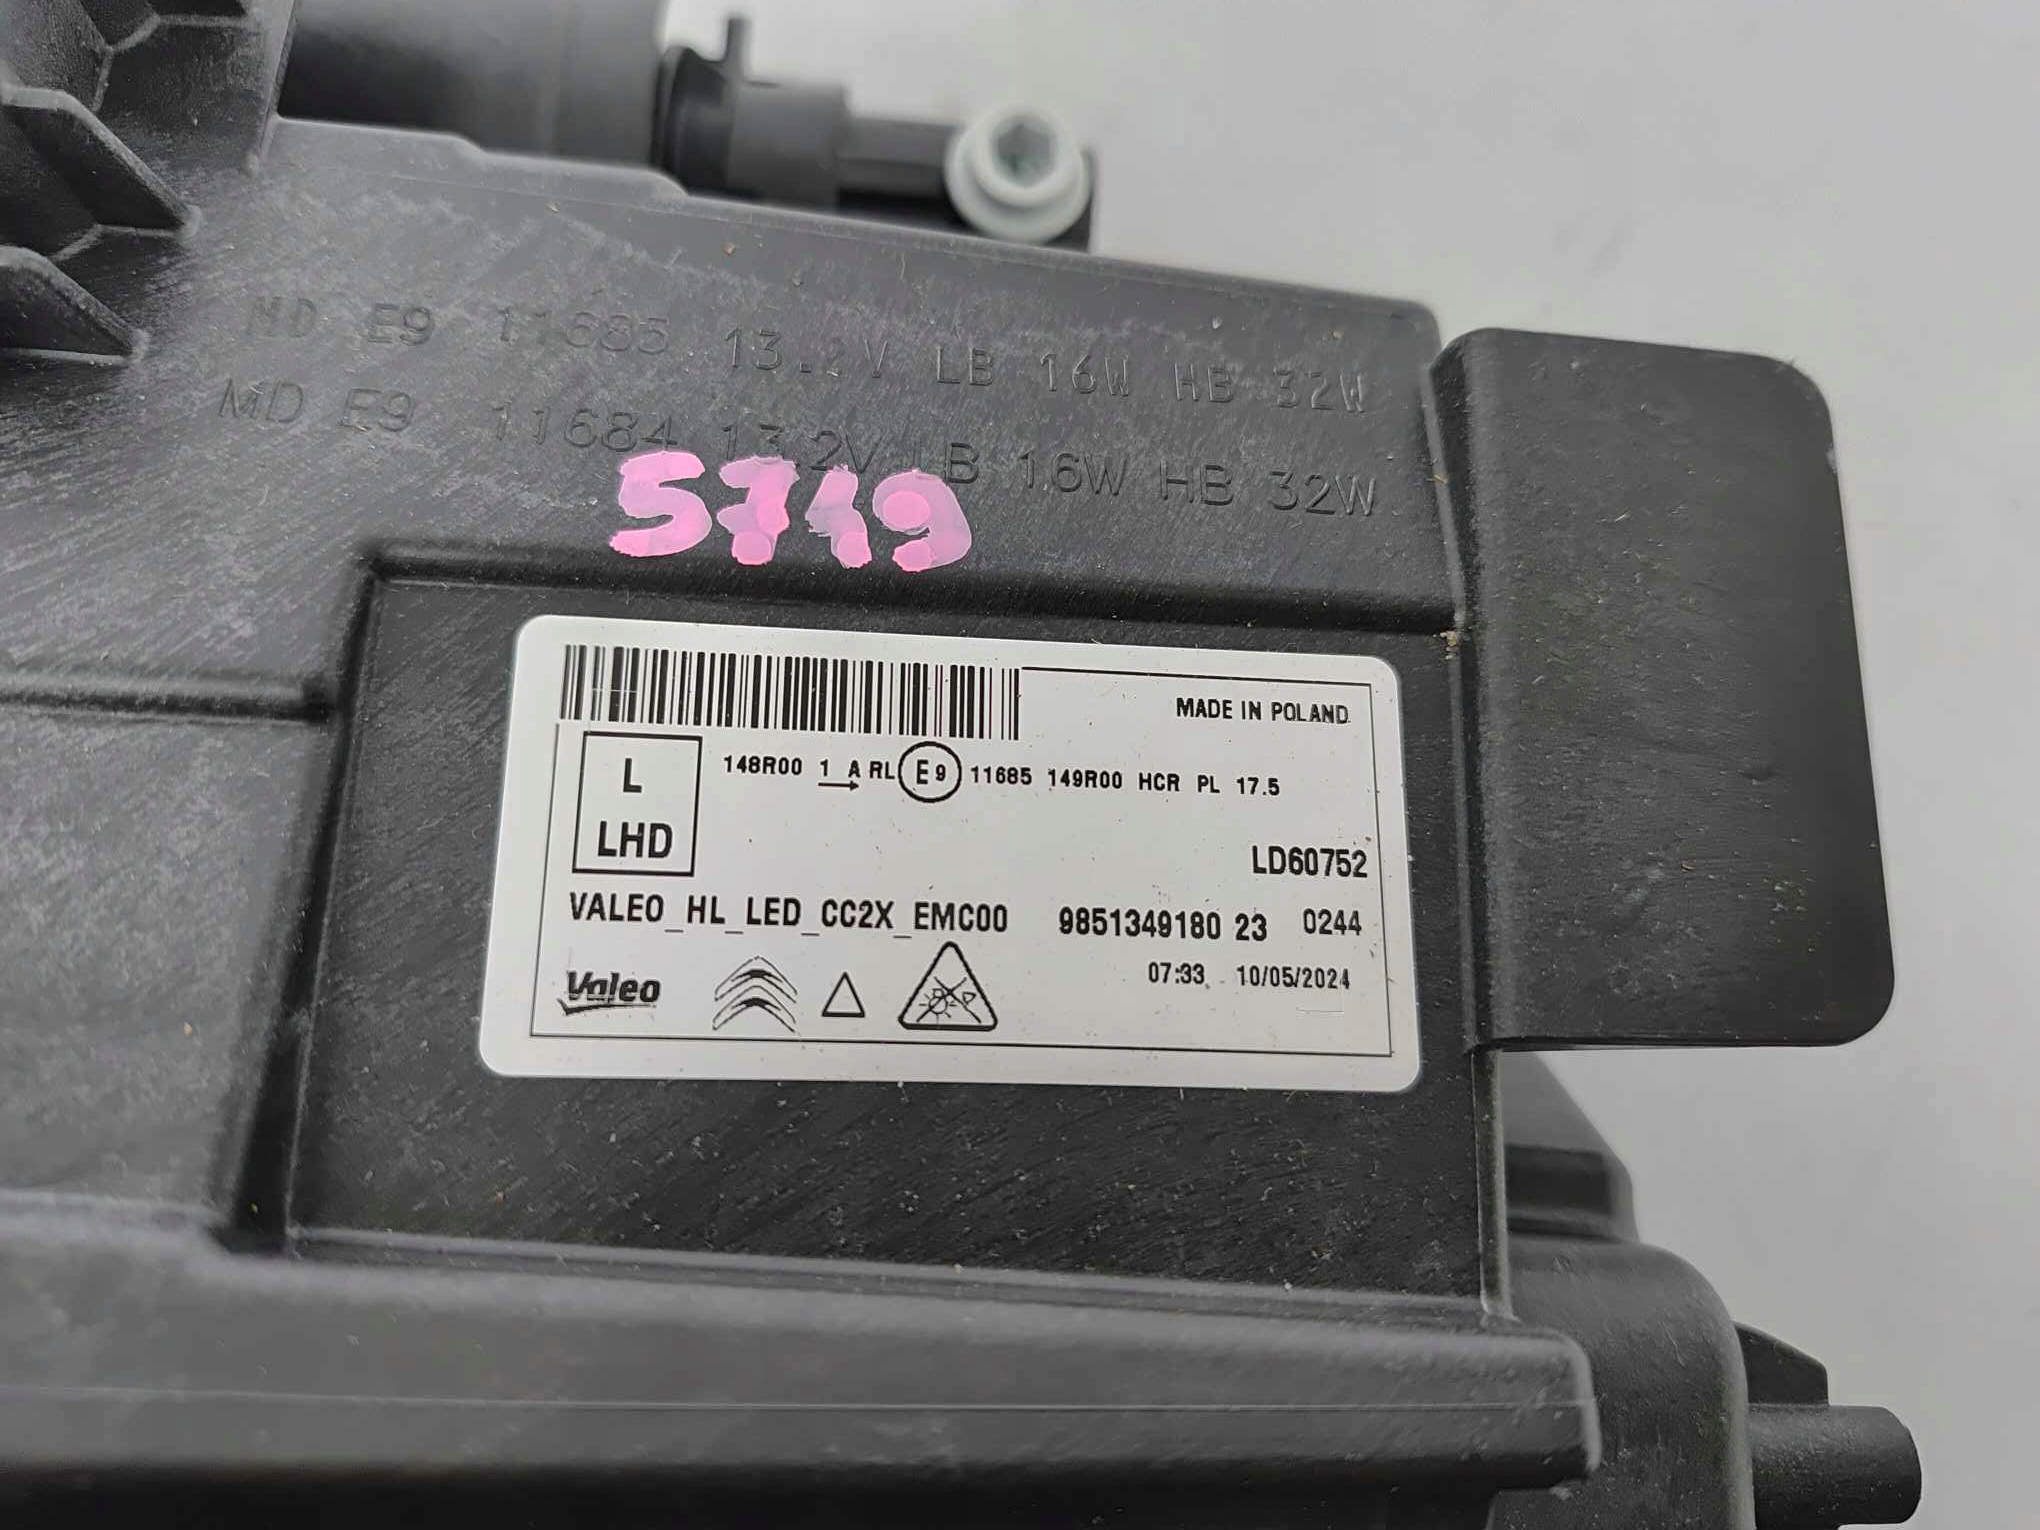 MD E9 11685 13.2V LB 16W HB 32W
MD E9 11684 13.2V LB 16W HB 32W
5749
MADE IN POLAND
L
LHD
148R00 1 A RL E9 11685 149R00 HCR PL 17.5
LD60752
VALEO_HL_LED_CC2X_EMC00 9851349180 23 0244
07:33 10/05/2024
Valeo